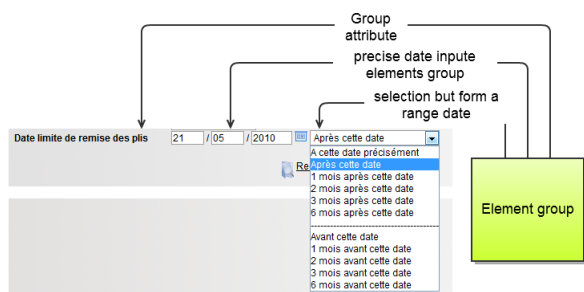 Group
attribute
precise date inpute
elements group
selection but form a
range date
Date limite de remise des plis 21 / 05 / 2010 Après cette date
Re
A cette date précisément
Après cette date
1 mois après cette date
2 mois après cette date
3 mois après cette date
6 mois après cette date
--------------------------------
Avant cette date
1 mois avant cette date
2 mois avant cette date
3 mois avant cette date
6 mois avant cette date
Element group